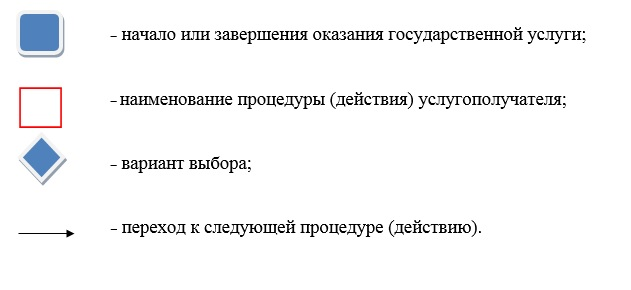 - начало или завершения оказания государственной услуги;
- наименование процедуры (действия) услугополучателя;
- вариант выбора;
- переход к следующей процедуре (действию).